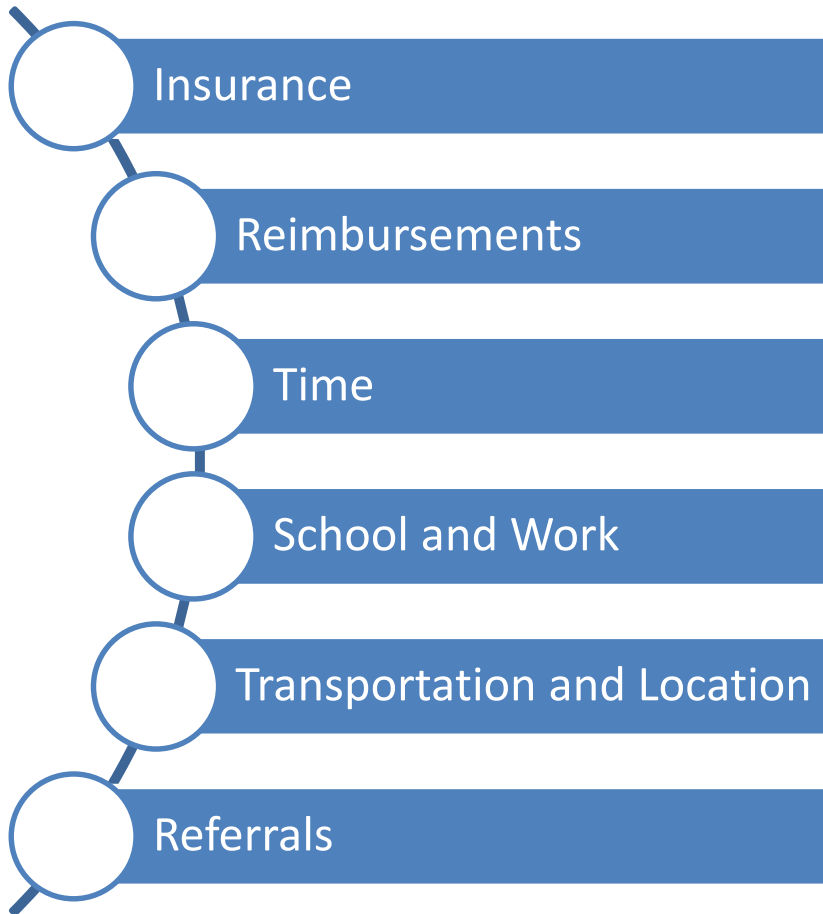 Insurance
Reimbursements
Time
School and Work
Transportation and Location
Referrals